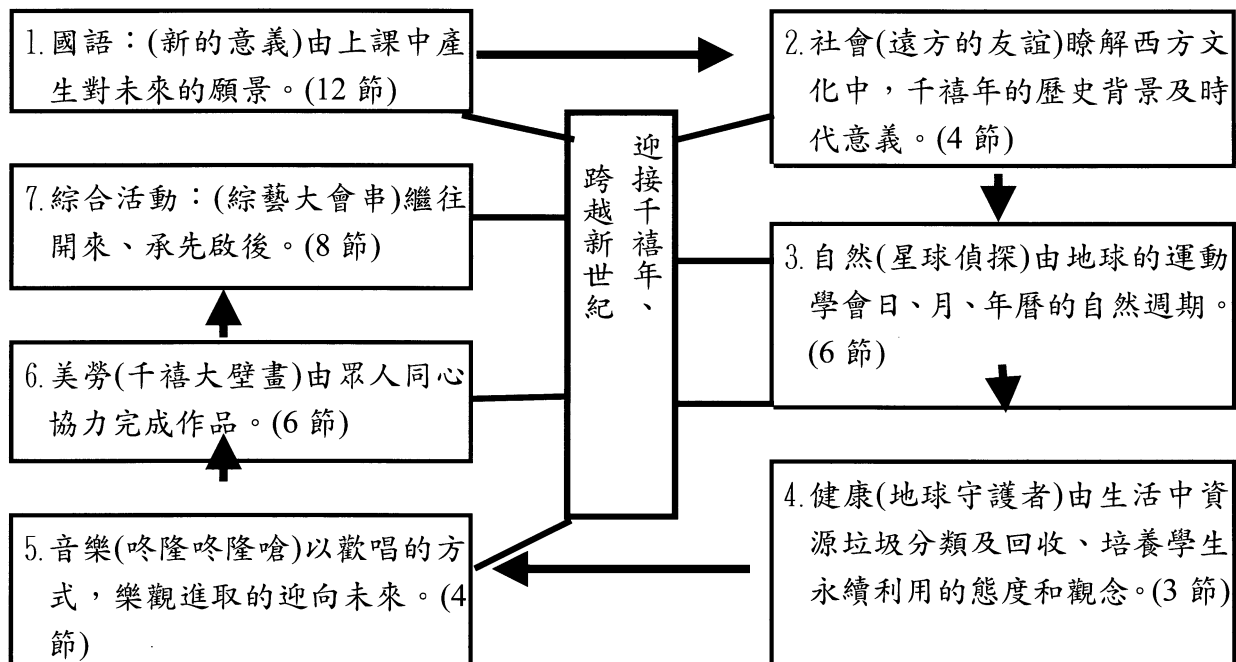 1.國語：(新的意義)由上課中產
生對未來的願景。(12 節)
2.社會(遠方的友誼)瞭解西方文
化中，千禧年的歷史背景及時
代意義。(4 節)
3.自然(星球偵探)由地球的運動
學會日、月、年曆的自然週期。
(6 節)
4.健康(地球守護者)由生活中資
源垃圾分類及回收、培養學生
永續利用的態度和觀念。(3 節)
5.音樂(咚隆咚隆嗆)以歡唱的方
式，樂觀進取的迎向未來。(4
節)
6.美勞(千禧大壁畫)由眾人同心
協力完成作品。(6 節)
7.綜合活動：(綜藝大會串)繼往
開來、承先啟後。(8 節)
迎接千禧年、
跨越新世紀